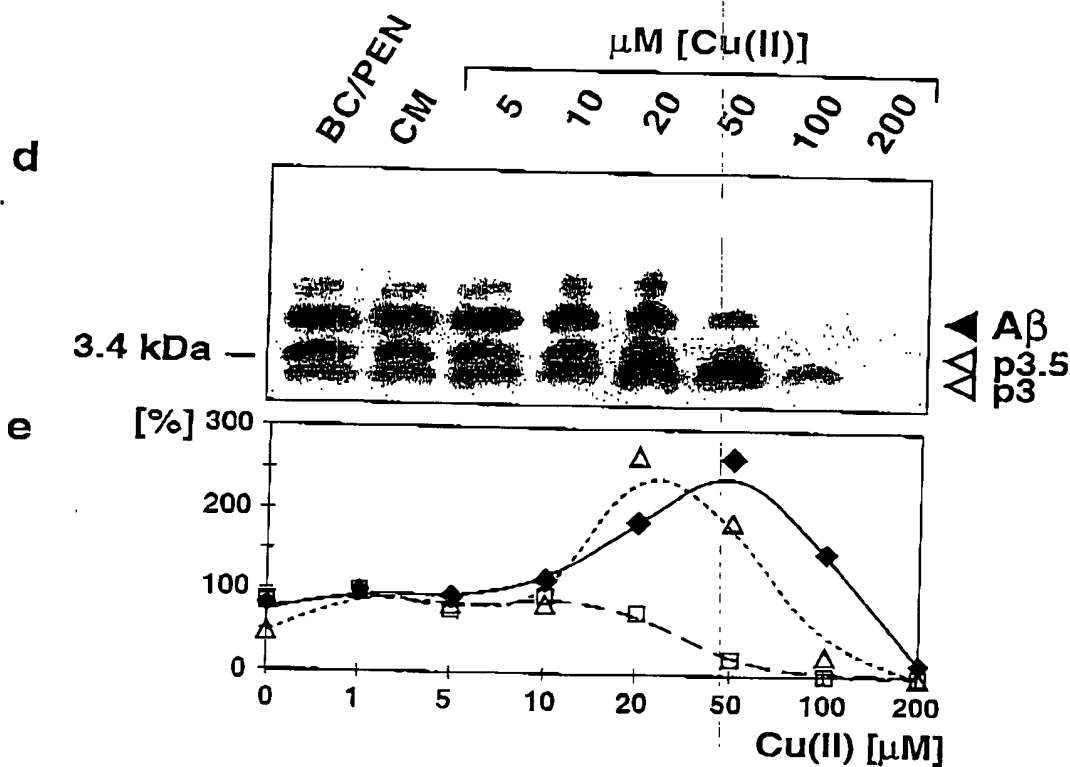 μM [Cu(II)]
BC/PEN CM 5 10 20 50 100 200
d
Aβ
3.4 kDa
p3.5
p3
e [%] 300
200
100
0
0 1 5 10 20 50 100 200
Cu(II) [μM]